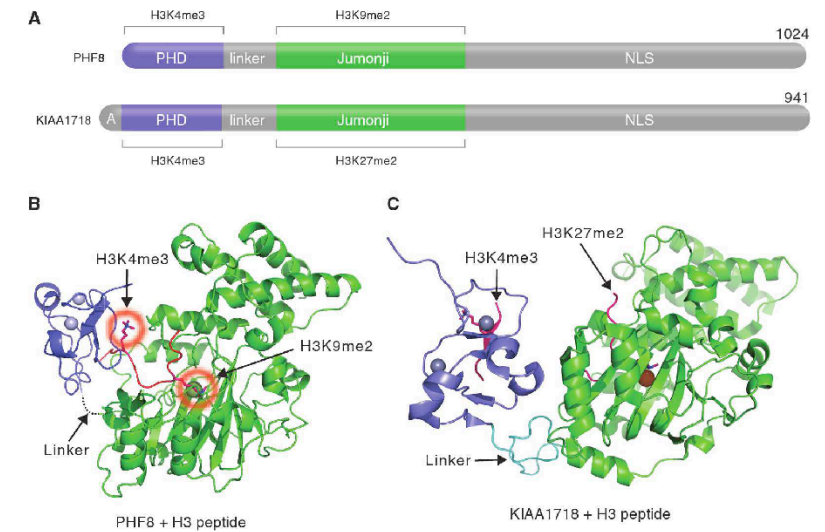 A
H3K4me3 H3K9me2
1024
PHF8 PHD linker Jumonji NLS
941
KIAA1718 A PHD linker Jumonji NLS
H3K4me3 H3K27me2
B
H3K4me3
H3K9me2
Linker
PHF8 + H3 peptide
C
H3K27me2
H3K4me3
Linker
KIAA1718 + H3 peptide